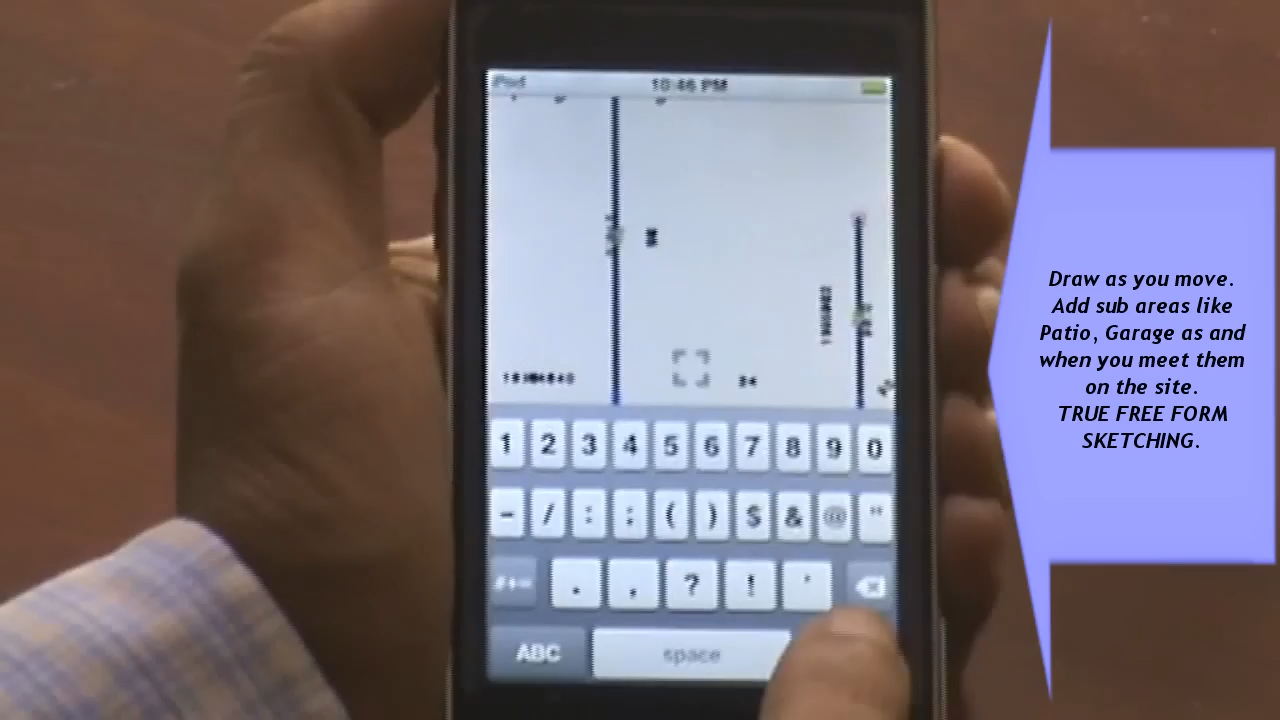 iPod
10:46 PM
34
1 2 3 4 5 6 7 8 9 0
- / : ; ( ) $ & @ "
#+=
. , ? ! '
ABC
space
Draw as you move.
Add sub areas like
Patio, Garage as and
when you meet them
on the site.
TRUE FREE FORM
SKETCHING.